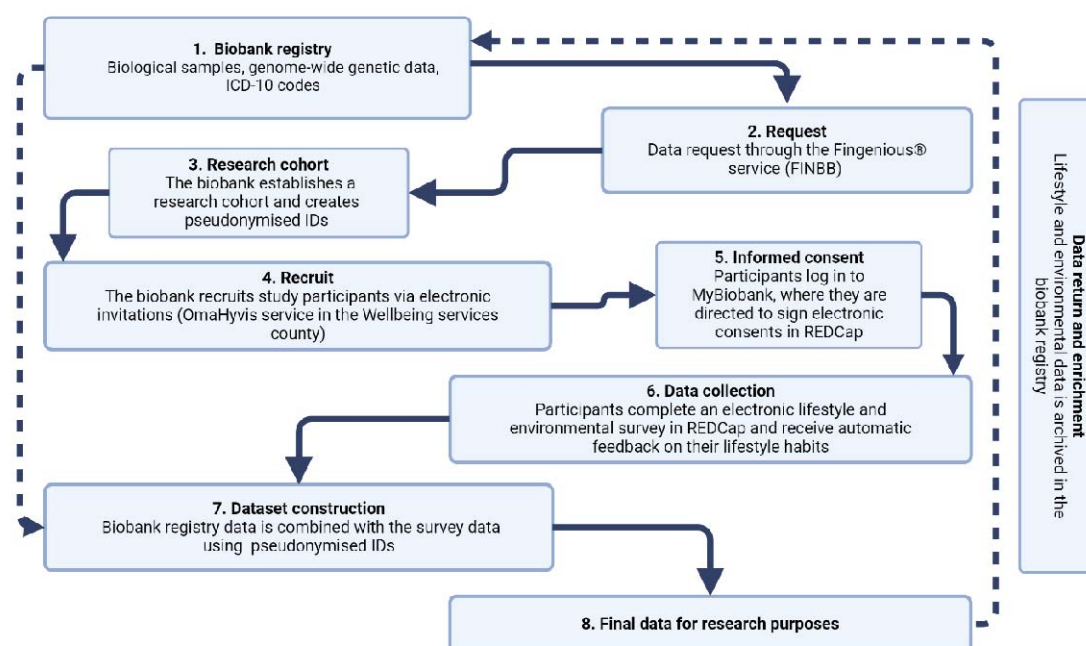 1. Biobank registry
Biological samples, genome-wide genetic data,
ICD-10 codes
2. Request
Data request through the Fingenious®
service (FINBB)
3. Research cohort
The biobank establishes a
research cohort and creates
pseudonymised IDs
4. Recruit
The biobank recruits study participants via electronic
invitations (OmaHyvis service in the Wellbeing services
county)
5. Informed consent
Participants log in to
MyBiobank, where they are
directed to sign electronic
consents in REDCap
6. Data collection
Participants complete an electronic lifestyle and
environmental survey in REDCap and receive automatic
feedback on their lifestyle habits
7. Dataset construction
Biobank registry data is combined with the survey data
using pseudonymised IDs
8. Final data for research purposes
Data return and enrichment
Lifestyle and environmental data is archived in the
biobank registry